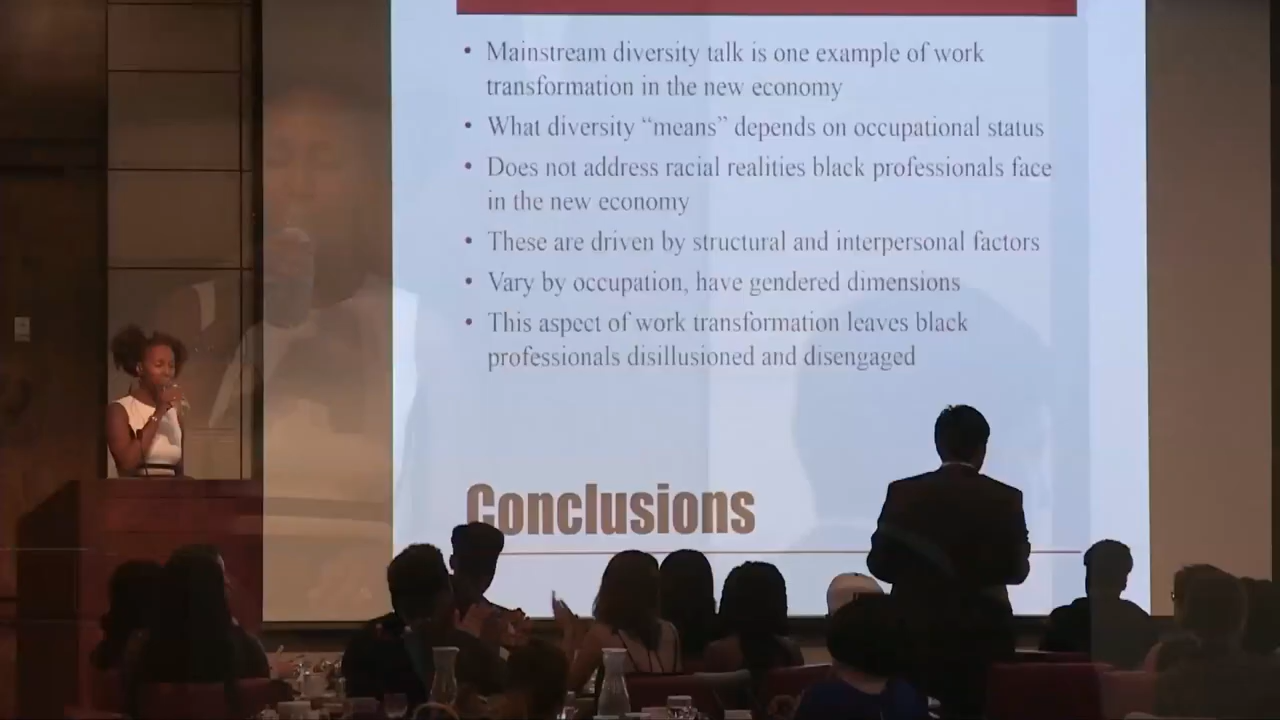 • Mainstream diversity talk is one example of work
transformation in the new economy
• What diversity “means” depends on occupational status
• Does not address racial realities black professionals face
in the new economy
• These are driven by structural and interpersonal factors
• Vary by occupation, have gendered dimensions
• This aspect of work transformation leaves black
professionals disillusioned and disengaged
Conclusions